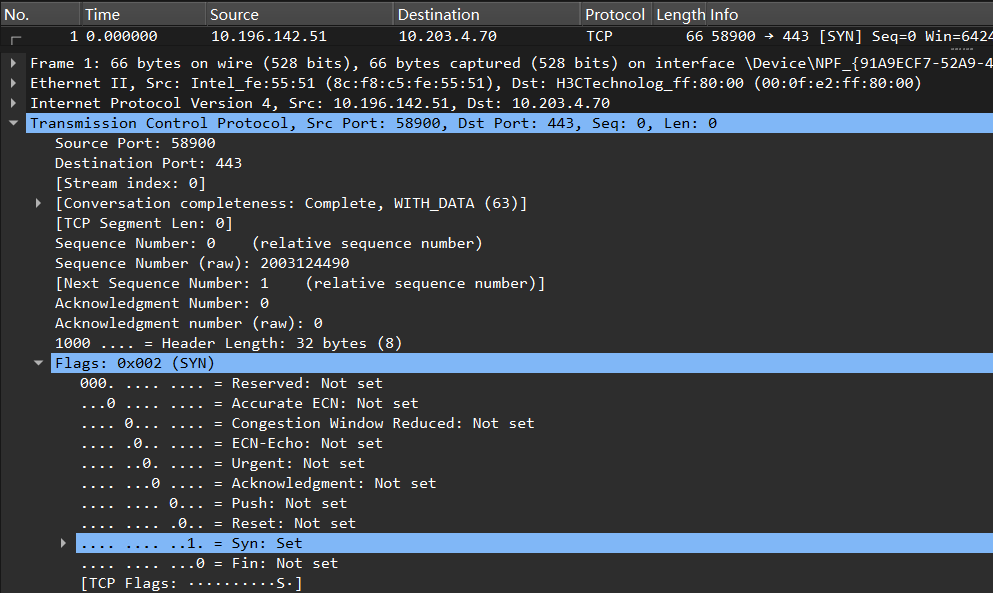 No. Time Source Destination Protocol Length Info
1 0.000000 10.196.142.51 10.203.4.70 TCP 66 58900 → 443 [SYN] Seq=0 Win=6424
Frame 1: 66 bytes on wire (528 bits), 66 bytes captured (528 bits) on interface \Device\NPF_{91A9ECF7-52A9-4
Ethernet II, Src: Intel_fe:55:51 (8c:f8:c5:fe:55:51), Dst: H3CTechnolog_ff:80:00 (00:0f:e2:ff:80:00)
Internet Protocol Version 4, Src: 10.196.142.51, Dst: 10.203.4.70
Transmission Control Protocol, Src Port: 58900, Dst Port: 443, Seq: 0, Len: 0
Source Port: 58900
Destination Port: 443
[Stream index: 0]
[Conversation completeness: Complete, WITH_DATA (63)]
[TCP Segment Len: 0]
Sequence Number: 0    (relative sequence number)
Sequence Number (raw): 2003124490
[Next Sequence Number: 1    (relative sequence number)]
Acknowledgment Number: 0
Acknowledgment number (raw): 0
1000 .... = Header Length: 32 bytes (8)
Flags: 0x002 (SYN)
000. .... .... = Reserved: Not set
...0 .... .... = Accurate ECN: Not set
.... 0... .... = Congestion Window Reduced: Not set
.... .0.. .... = ECN-Echo: Not set
.... ..0. .... = Urgent: Not set
.... ...0 .... = Acknowledgment: Not set
.... .... 0... = Push: Not set
.... .... .0.. = Reset: Not set
.... .... ..1. = Syn: Set
.... .... ...0 = Fin: Not set
[TCP Flags: ··········S·]